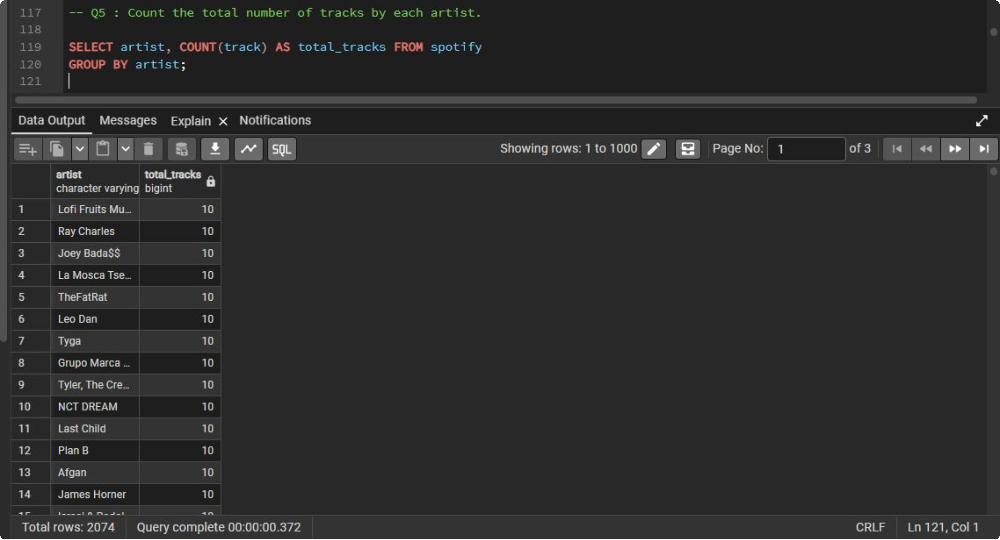 117 -- Q5 : Count the total number of tracks by each artist.
118
119 SELECT artist, COUNT(track) AS total_tracks FROM spotify
120 GROUP BY artist;
121
Data Output Messages Explain × Notifications
SQL Showing rows: 1 to 1000 Page No: 1 of 3
artist total_tracks
character varying bigint
1 Lofi Fruits Mu... 10
2 Ray Charles 10
3 Joey Bada$$ 10
4 La Mosca Tse... 10
5 TheFatRat 10
6 Leo Dan 10
7 Tyga 10
8 Grupo Marca ... 10
9 Tyler, The Cre... 10
10 NCT DREAM 10
11 Last Child 10
12 Plan B 10
13 Afgan 10
14 James Horner 10
Total rows: 2074 Query complete 00:00:00.372 CRLF Ln 121, Col 1